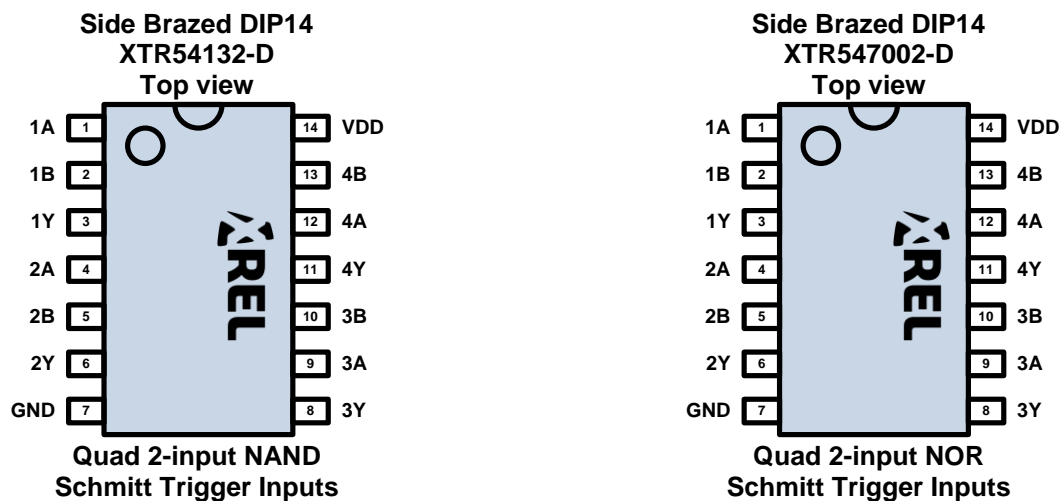 Side Brazed DIP14
XTR54132-D
Top view
1A 1 14 VDD
1B 2 13 4B
1Y 3 12 4A
2A 4 11 4Y
2B 5 10 3B
2Y 6 9 3A
GND 7 8 3Y
XREL
Quad 2-input NAND
Schmitt Trigger Inputs
Side Brazed DIP14
XTR547002-D
Top view
1A 1 14 VDD
1B 2 13 4B
1Y 3 12 4A
2A 4 11 4Y
2B 5 10 3B
2Y 6 9 3A
GND 7 8 3Y
XREL
Quad 2-input NOR
Schmitt Trigger Inputs